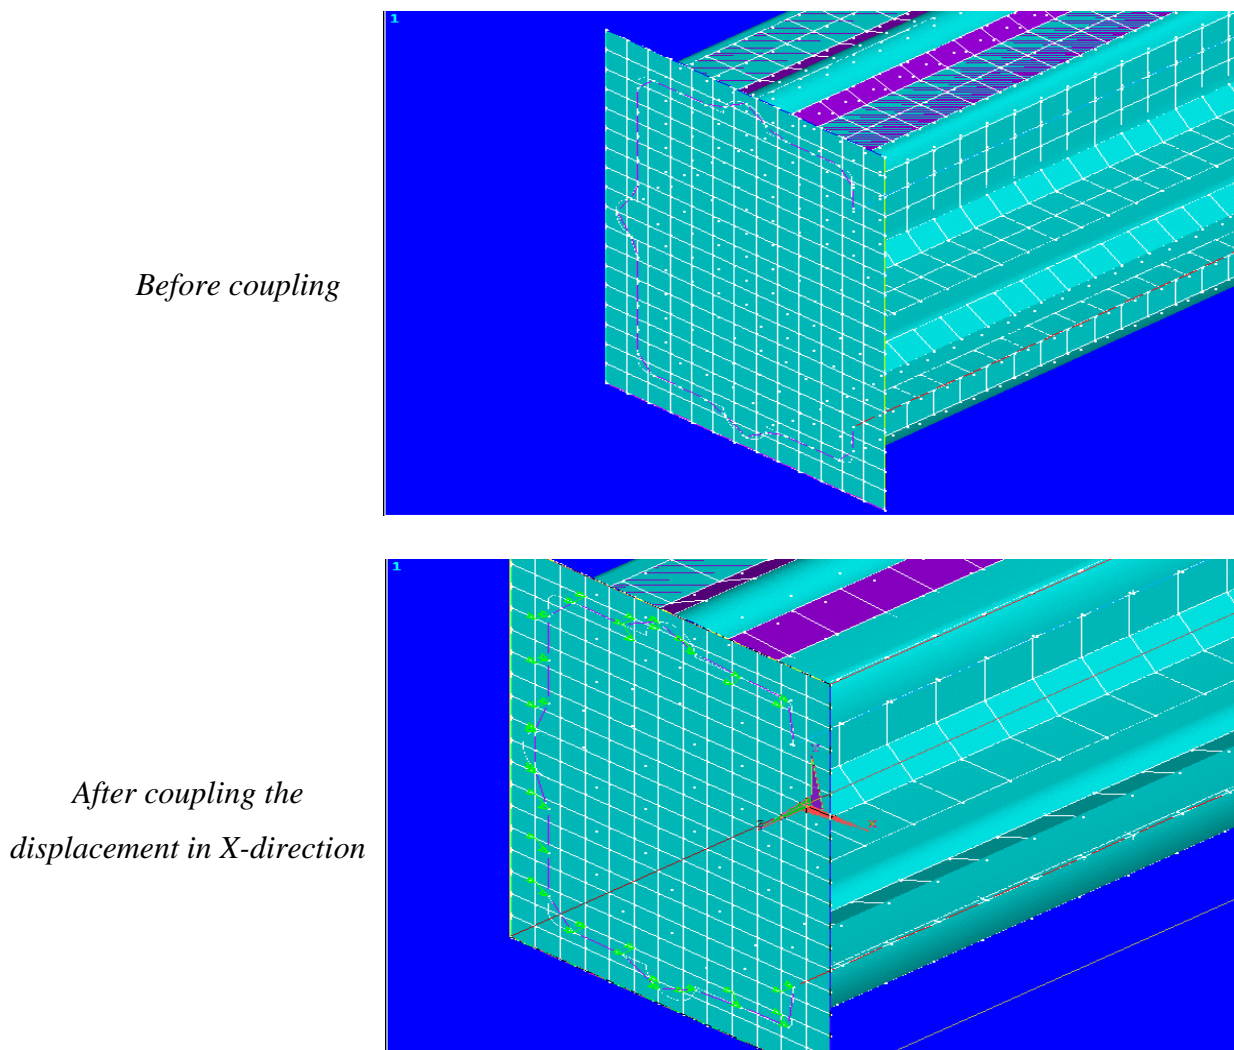 1
Before coupling
1
After coupling the
displacement in X-direction